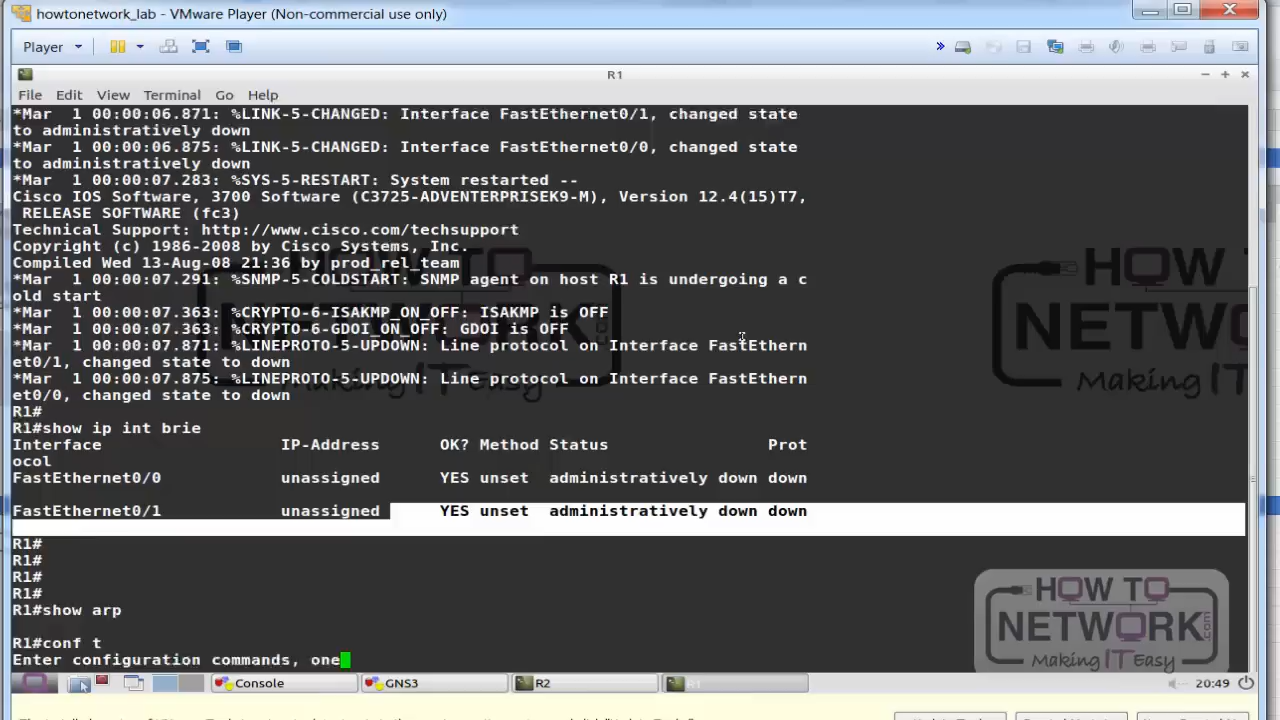 howtonetwork_lab - VMware Player (Non-commercial use only)
Player
»
R1
File Edit View Terminal Go Help
*Mar  1 00:00:06.871: %LINK-5-CHANGED: Interface FastEthernet0/1, changed state
to administratively down
*Mar  1 00:00:06.875: %LINK-5-CHANGED: Interface FastEthernet0/0, changed state
to administratively down
*Mar  1 00:00:07.283: %SYS-5-RESTART: System restarted --
Cisco IOS Software, 3700 Software (C3725-ADVENTERPRISEK9-M), Version 12.4(15)T7,
 RELEASE SOFTWARE (fc3)
Technical Support: http://www.cisco.com/techsupport
Copyright (c) 1986-2008 by Cisco Systems, Inc.
Compiled Wed 13-Aug-08 21:36 by prod_rel_team
*Mar  1 00:00:07.291: %SNMP-5-COLDSTART: SNMP agent on host R1 is undergoing a c
old start
*Mar  1 00:00:07.363: %CRYPTO-6-ISAKMP_ON_OFF: ISAKMP is OFF
*Mar  1 00:00:07.363: %CRYPTO-6-GDOI_ON_OFF: GDOI is OFF
*Mar  1 00:00:07.871: %LINEPROTO-5-UPDOWN: Line protocol on Interface FastEthern
et0/1, changed state to down
*Mar  1 00:00:07.875: %LINEPROTO-5-UPDOWN: Line protocol on Interface FastEthern
et0/0, changed state to down
R1#
R1#show ip int brie
Interface                  IP-Address      OK? Method Status                Prot
ocol
FastEthernet0/0            unassigned      YES unset  administratively down down
FastEthernet0/1            unassigned      YES unset  administratively down down
R1#
R1#
R1#
R1#
R1#show arp
R1#conf t
Enter configuration commands, one
HOW TO
NETWORK
Making IT Easy
HOW TO
NETWORK
Making IT
HOW TO
NETWORK.
Making IT Easy
Console GNS3 R2 R1 20:49